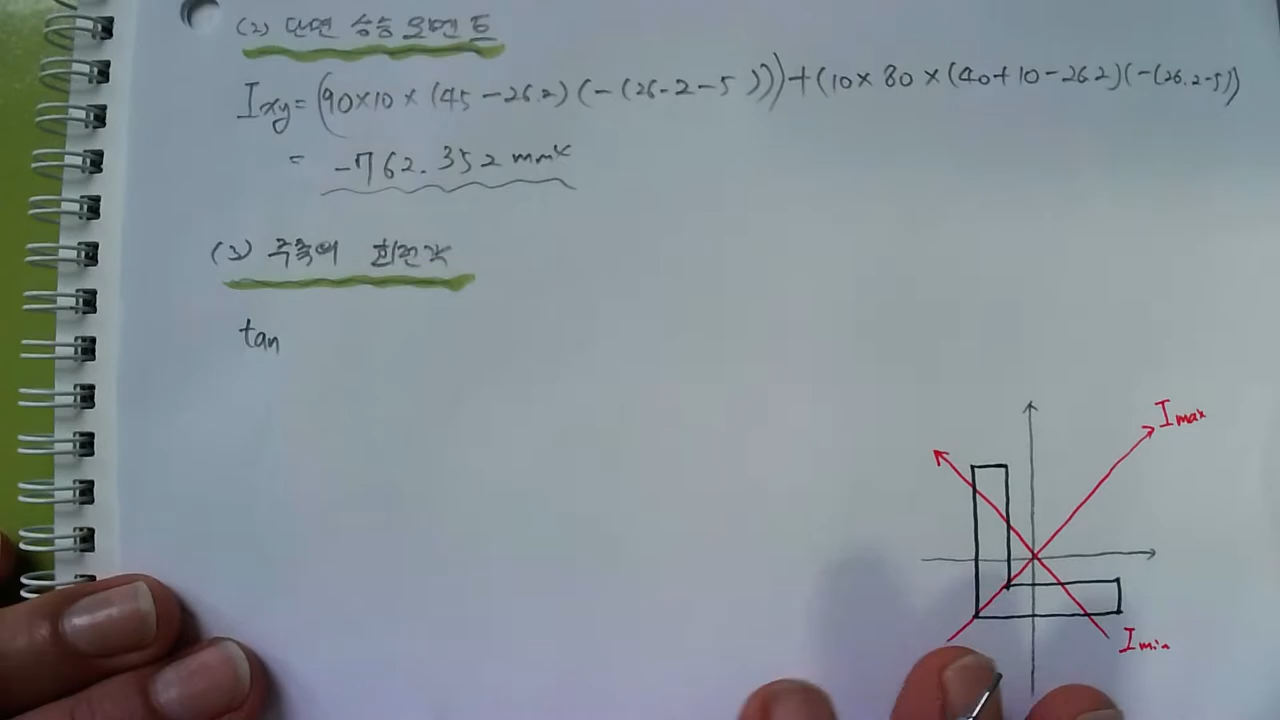 (2) 단면 상승 모멘트
Ixy = (90×10×(45-26.2)(-(26.2-5)))+(10×80×(40+10-26.2)(-(26.2-5))
= -762.352 mm⁴
(3) 주축의 회전각
tan
Imax
Imin